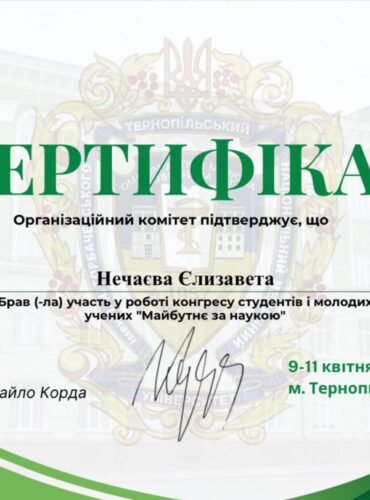 ЕРТИФІКА
Організаційний комітет підтверджує, що
Нечаєва Єлизавета
Брав (-ла) участь у роботі конгресу студентів і молодих
учених "Майбутнє за наукою"
9-11 квітня
айло Корда
м. Терноп
ТЕРНОПІЛЬСЬКИЙ
УНІВЕРСИТЕТ